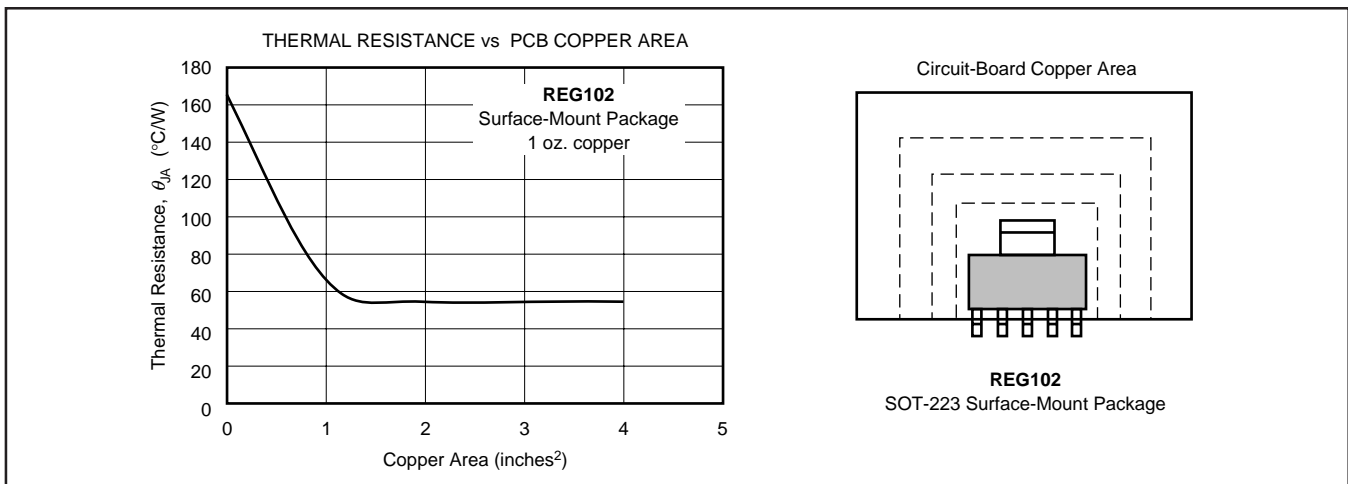 THERMAL RESISTANCE vs PCB COPPER AREA
180
160
140
120
100
80
60
40
20
0
Thermal Resistance, θJA (°C/W)
REG102
Surface-Mount Package
1 oz. copper
0 1 2 3 4 5
Copper Area (inches²)
Circuit-Board Copper Area
REG102
SOT-223 Surface-Mount Package